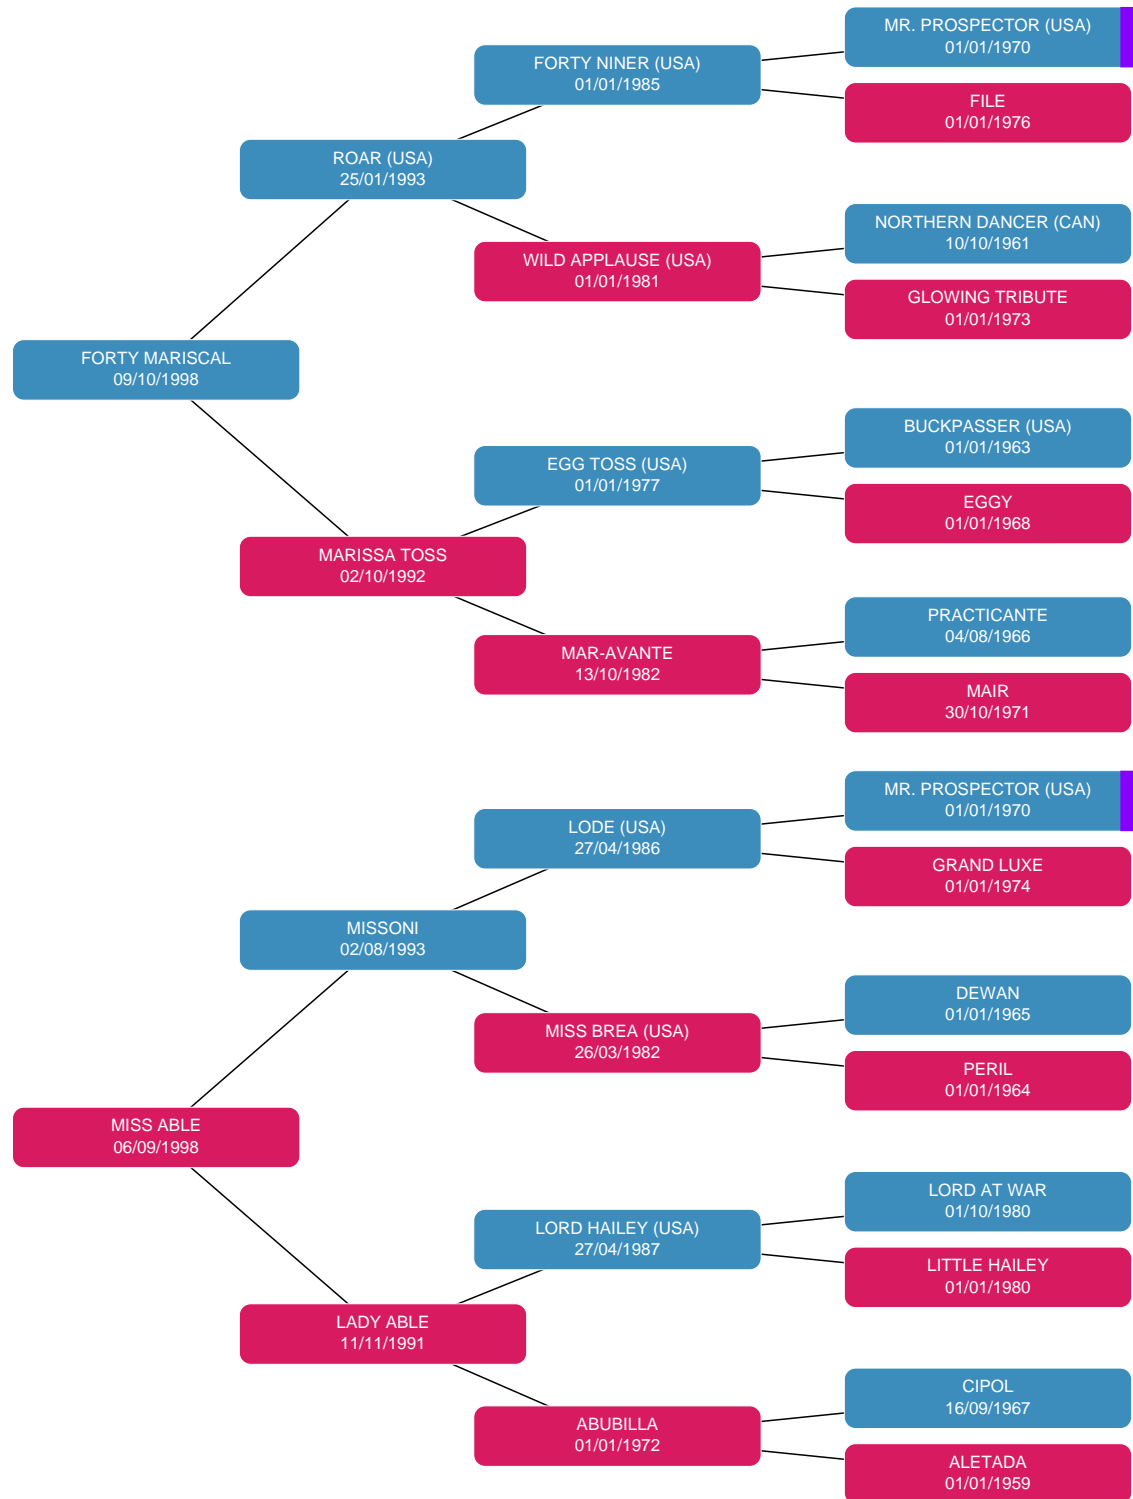 MR. PROSPECTOR (USA)
01/01/1970
FORTY NINER (USA)
01/01/1985
FILE
01/01/1976
ROAR (USA)
25/01/1993
NORTHERN DANCER (CAN)
10/10/1961
WILD APPLAUSE (USA)
01/01/1981
GLOWING TRIBUTE
01/01/1973
FORTY MARISCAL
09/10/1998
BUCKPASSER (USA)
01/01/1963
EGG TOSS (USA)
01/01/1977
EGGY
01/01/1968
MARISSA TOSS
02/10/1992
PRACTICANTE
04/08/1966
MAR-AVANTE
13/10/1982
MAIR
30/10/1971
MR. PROSPECTOR (USA)
01/01/1970
LODE (USA)
27/04/1986
GRAND LUXE
01/01/1974
MISSONI
02/08/1993
DEWAN
01/01/1965
MISS BREA (USA)
26/03/1982
PERIL
01/01/1964
MISS ABLE
06/09/1998
LORD AT WAR
01/10/1980
LORD HAILEY (USA)
27/04/1987
LITTLE HAILEY
01/01/1980
LADY ABLE
11/11/1991
CIPOL
16/09/1967
ABUBILLA
01/01/1972
ALETADA
01/01/1959